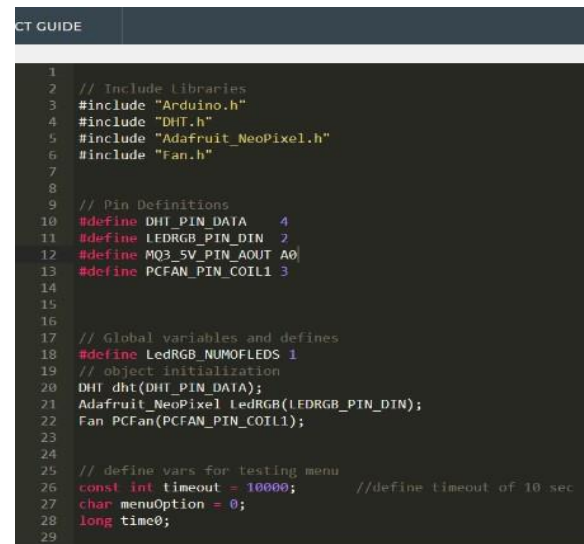 CT GUIDE
1
2 // Include Libraries
3 #include "Arduino.h"
4 #include "DHT.h"
5 #include "Adafruit_NeoPixel.h"
6 #include "Fan.h"
7
8
9 // Pin Definitions
10 #define DHT_PIN_DATA 4
11 #define LEDRGB_PIN_DIN 2
12 #define MQ3_5V_PIN_AOUT A0
13 #define PCFAN_PIN_COIL1 3
14
15
16
17 // Global variables and defines
18 #define LedRGB_NUMOFLEDS 1
19 // object initialization
20 DHT dht(DHT_PIN_DATA);
21 Adafruit_NeoPixel LedRGB(LEDRGB_PIN_DIN);
22 Fan PCFan(PCFAN_PIN_COIL1);
23
24
25 // define vars for testing menu
26 const int timeout = 10000; //define timeout of 10 sec
27 char menuOption = 0;
28 long time0;
29